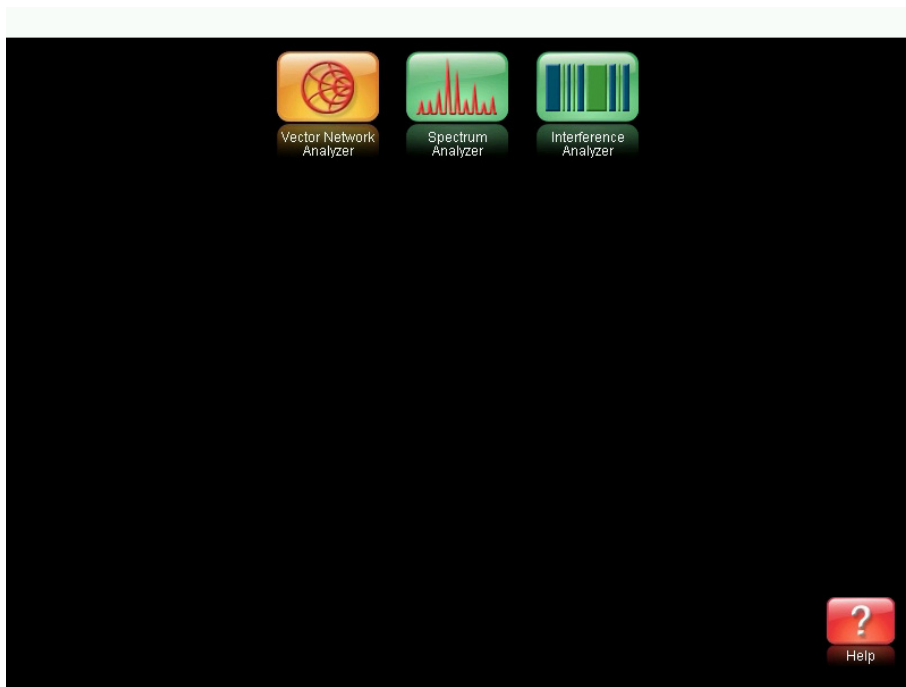 Vector Network
Analyzer
Spectrum
Analyzer
Interference
Analyzer
?
Help